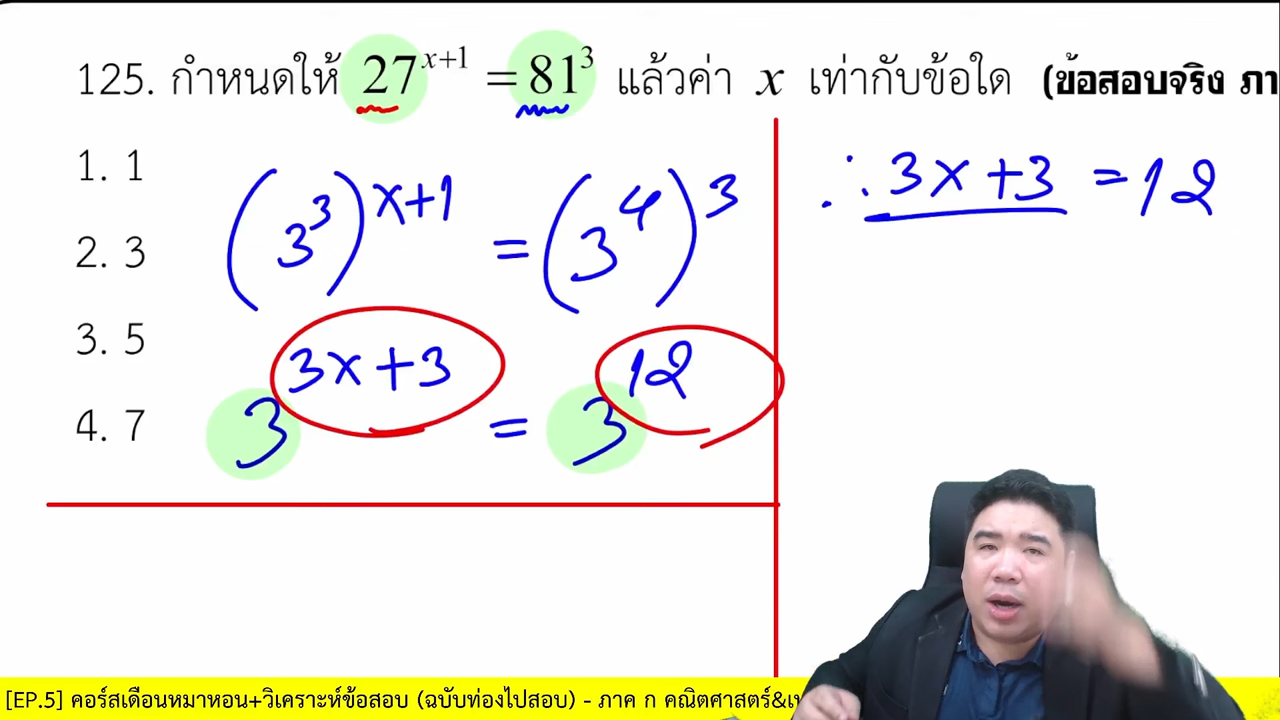 125. กำหนดให้ 27^{x+1} = 81^3 แล้วค่า x เท่ากับข้อใด (ข้อสอบจริง ภา
1. 1
2. 3
3. 5
4. 7
(3^3)^{x+1} = (3^4)^3
3^{3x+3} = 3^{12}
∴ 3x+3 = 12
[EP.5] คอร์สเดือนหมาหอน+วิเคราะห์ข้อสอบ (ฉบับท่องไปสอบ) - ภาค ก คณิตศาสตร์&